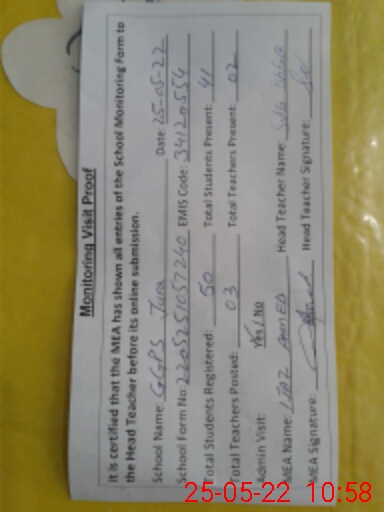 Monitoring Visit Proof
It is certified that the MEA has shown all entries of the School Monitoring Form to
the Head Teacher before its online submission.
School Name: GGPS Jura Date: 25-05-22
School Form No: 2205251057240 EMIS Code: 34120554
Total Students Registered: 50 Total Students Present: 41
Total Teachers Posted: 03 Total Teachers Present: 02
Admin Visit: Yes / No
MEA Name: IJAZ AHMED Head Teacher Name:
MEA Signature: Head Teacher Signature:
25-05-22 10:58